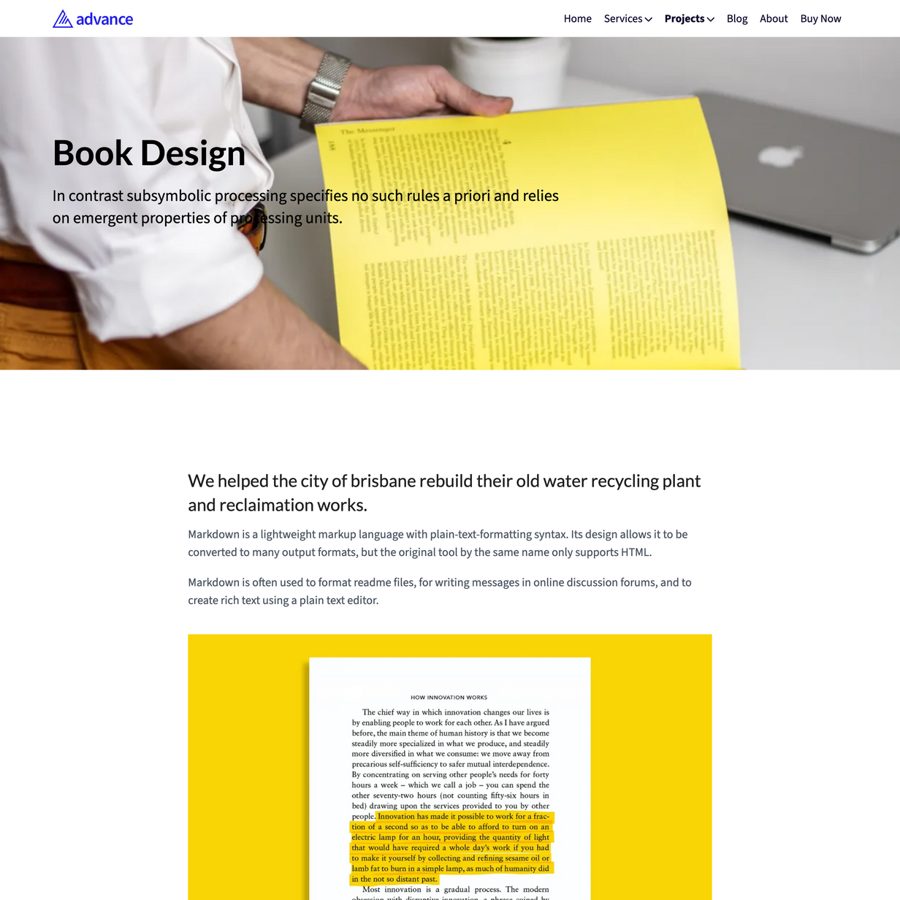 advance
Home Services Projects Blog About Buy Now
The Messenger
Book Design
In contrast subsymbolic processing specifies no such rules a priori and relies
on emergent properties of processing units.
We helped the city of brisbane rebuild their old water recycling plant
and reclaimation works.
Markdown is a lightweight markup language with plain-text-formatting syntax. Its design allows it to be
converted to many output formats, but the original tool by the same name only supports HTML.
Markdown is often used to format readme files, for writing messages in online discussion forums, and to
create rich text using a plain text editor.
HOW INNOVATION WORKS
The chief way in which innovation changes our lives is
by enabling people to work for each other. As I have argued
before, the main theme of human history is that we become
steadily more specialized in what we produce, and steadily
more diversified in what we consume: we move away from
precarious self-sufficiency to safer mutual interdependence.
By concentrating on serving other people's needs for forty
hours a week – which we call a job – you can spend the
other seventy-two hours (not counting fifty-six hours in
bed) drawing upon the services provided to you by other
people. Innovation has made it possible to work for a frac-
tion of a second so as to be able to afford to turn on an
electric lamp for an hour, providing the quantity of light
that would have required a whole day's work if you had
to make it yourself by collecting and refining sesame oil or
lamb fat to burn in a simple lamp, as much of humanity did
in the not so distant past.
Most innovation is a gradual process. The modern
obsession with disruptive innovation, a phrase coined by